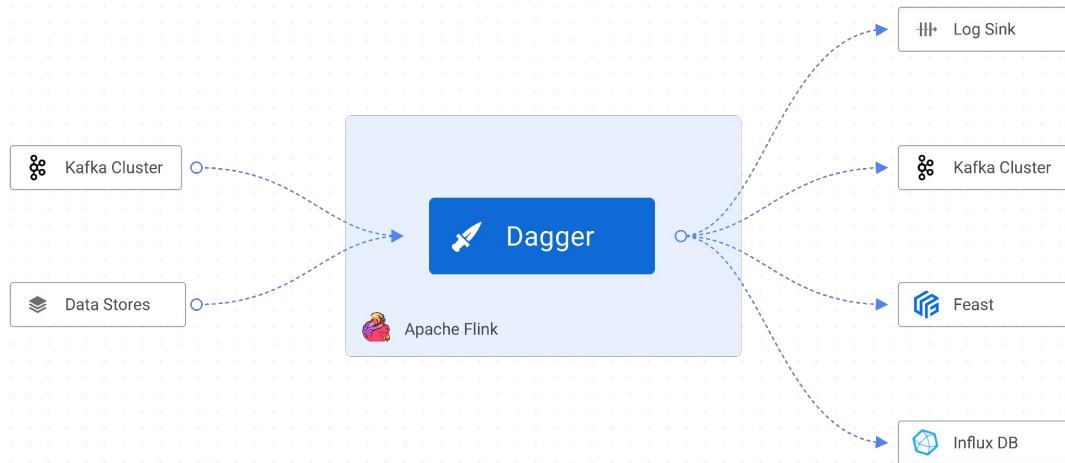 Log Sink
Kafka Cluster
Kafka Cluster
Dagger
Data Stores
Feast
Apache Flink
Influx DB